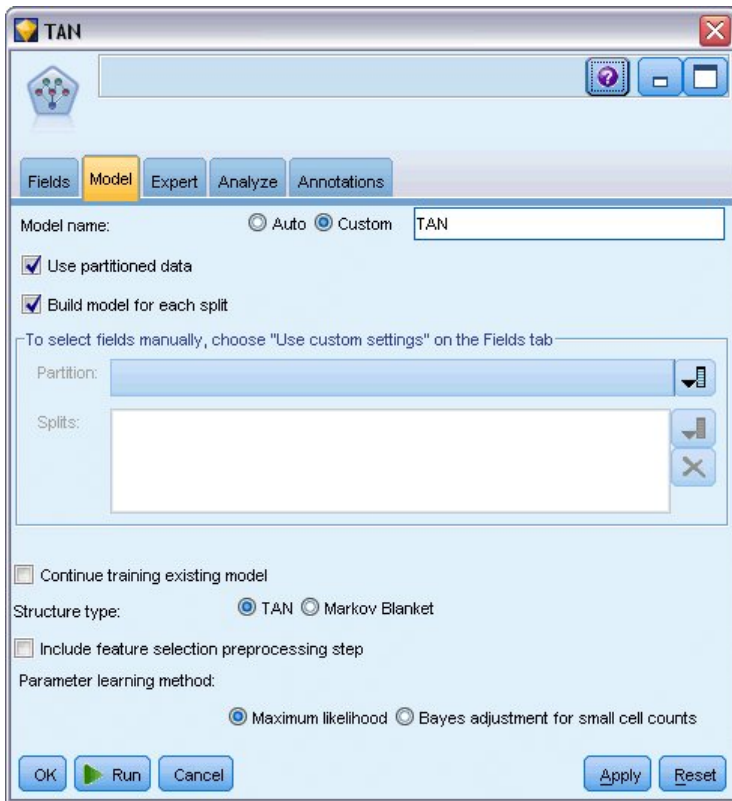 TAN
Fields Model Expert Analyze Annotations
Model name: Auto Custom TAN
Use partitioned data
Build model for each split
To select fields manually, choose "Use custom settings" on the Fields tab
Partition:
Splits:
Continue training existing model
Structure type: TAN Markov Blanket
Include feature selection preprocessing step
Parameter learning method:
Maximum likelihood Bayes adjustment for small cell counts
OK Run Cancel Apply Reset